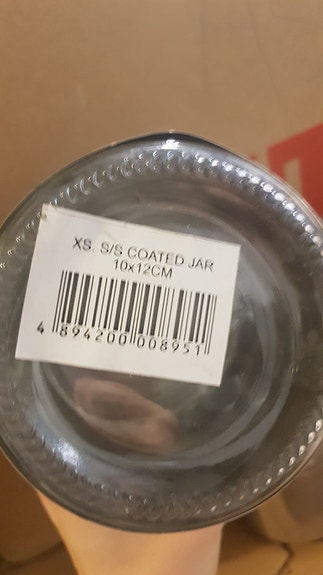 XS. S/S COATED JAR
10x12CM
4 894200 008951